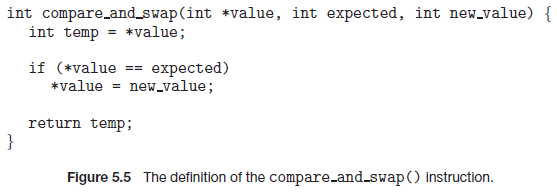 int compare_and_swap(int *value, int expected, int new_value) {
int temp = *value;
if (*value == expected)
*value = new_value;
return temp;
}
Figure 5.5 The definition of the compare_and_swap() instruction.